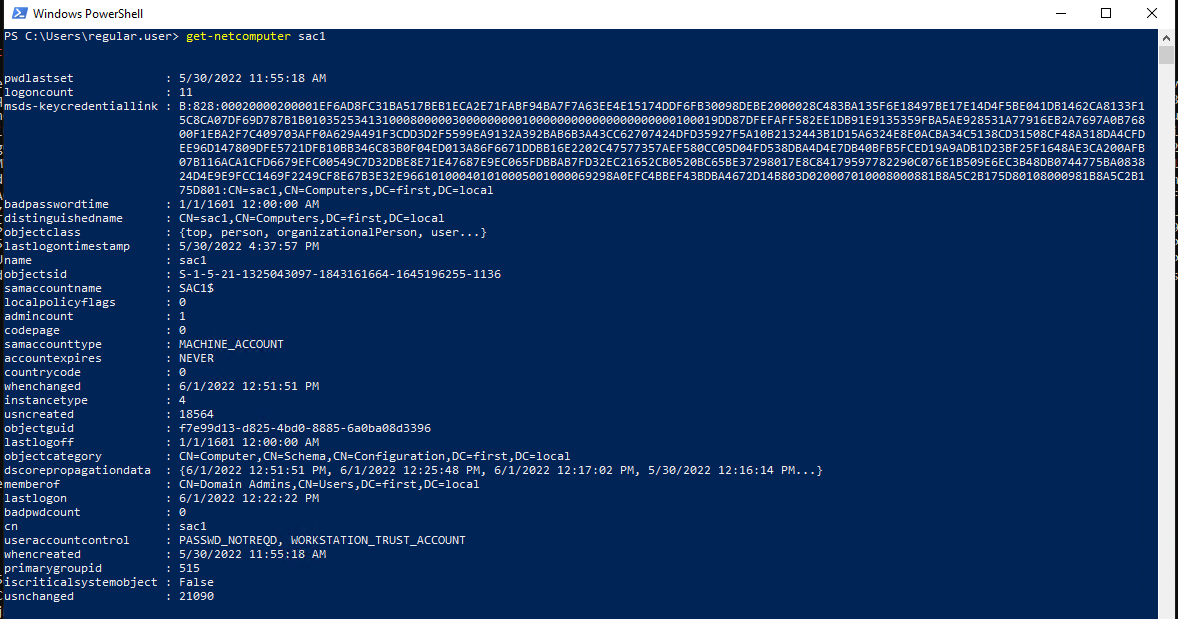 Windows PowerShell
PS C:\Users\regular.user> get-netcomputer sac1
pwdlastset : 5/30/2022 11:55:18 AM
logoncount : 11
msds-keycredentiallink : B:828:00020000200001EF6AD8FC31BA517BEB1ECA2E71FABF94BA7F7A63EE4E15174DDF6FB30098DEBE2000028C483BA135F6E18497BE17E14D4F5BE041DB1462CA8133F1
5C8CA07DF69D787B1B0103525341310008000003000000000100000000000000000000000100019DD87DFEFAFF582EE1DB91E9135359FBA5AE928531A77916EB2A7697A0B768
00F1EBA2F7C409703AFF0A629A491F3CDD3D2F5599EA9132A392BAB6B3A43CC62707424DFD35927F5A10B2132443B1D15A6324E8E0ACBA34C5138CD31508CF48A318DA4CFD
EE96D147809DFE5721DFB10BB346C83B0F04ED013A86F6671DDBB16E2202C47577357AEF580CC05D04FD538DBA4D4E7DB40BFB5FCED19A9ADB1D23BF25F1648AE3CA200AFB
07B116ACA1CFD6679EFC00549C7D32DBE8E71E47687E9EC065FDBBAB7FD32EC21652CB0520BC65BE37298017E8C84179597782290C076E1B509E6EC3B48DB0744775BA0838
24D4E9E9FCC1469F2249CF8E67B3E32E9661010004010100050010000​69298A0EFC4BBEF43BDBA4672D14B803D02000701000800088​1B8A5C2B175D80108000981B8A5C2B1
75D801:CN=sac1,CN=Computers,DC=first,DC=local
badpasswordtime : 1/1/1601 12:00:00 AM
distinguishedname : CN=sac1,CN=Computers,DC=first,DC=local
objectclass : {top, person, organizationalPerson, user...}
lastlogontimestamp : 5/30/2022 4:37:57 PM
name : sac1
objectsid : S-1-5-21-1325043097-1843161664-1645196255-1136
samaccountname : SAC1$
localpolicyflags : 0
admincount : 1
codepage : 0
samaccounttype : MACHINE_ACCOUNT
accountexpires : NEVER
countrycode : 0
whenchanged : 6/1/2022 12:51:51 PM
instancetype : 4
usncreated : 18564
objectguid : f7e99d13-d825-4bd0-8885-6a0ba08d3396
lastlogoff : 1/1/1601 12:00:00 AM
objectcategory : CN=Computer,CN=Schema,CN=Configuration,DC=first,DC=local
dscorepropagationdata : {6/1/2022 12:51:51 PM, 6/1/2022 12:25:48 PM, 6/1/2022 12:17:02 PM, 5/30/2022 12:16:14 PM...}
memberof : CN=Domain Admins,CN=Users,DC=first,DC=local
lastlogon : 6/1/2022 12:22:22 PM
badpwdcount : 0
cn : sac1
useraccountcontrol : PASSWD_NOTREQD, WORKSTATION_TRUST_ACCOUNT
whencreated : 5/30/2022 11:55:18 AM
primarygroupid : 515
iscriticalsystemobject : False
usnchanged : 21090